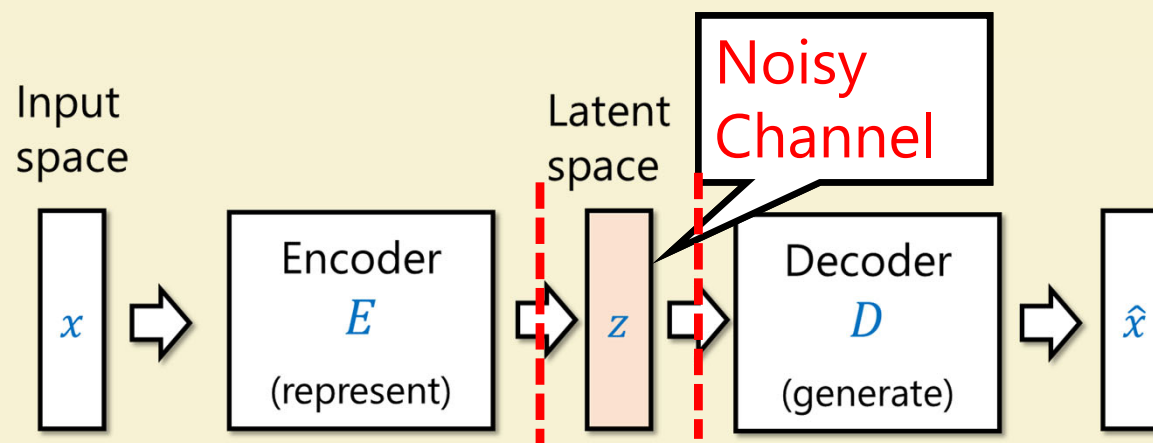 Input
space
x
Encoder
E
(represent)
Latent
space
z
Noisy
Channel
Decoder
D
(generate)
x̂